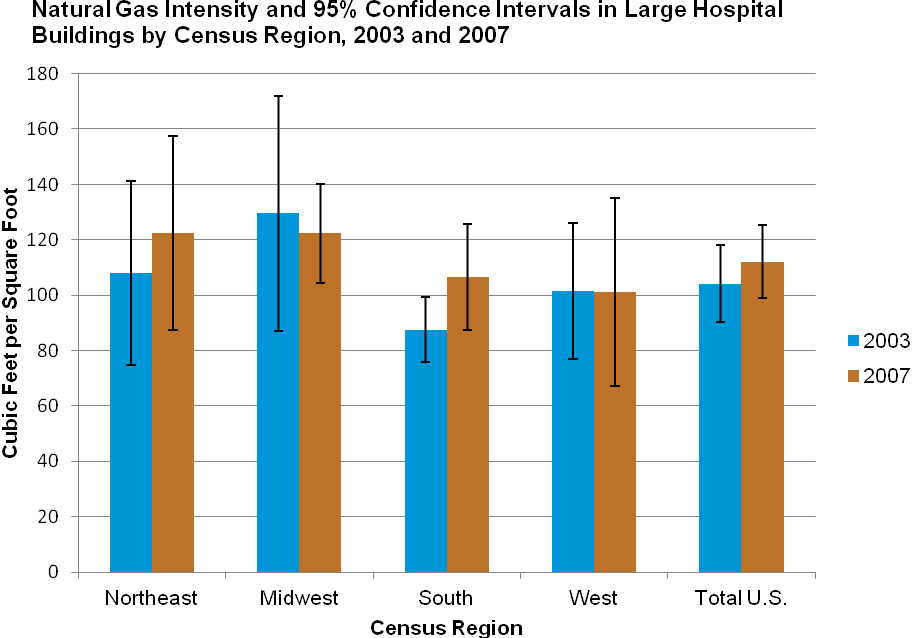 Natural Gas Intensity and 95% Confidence Intervals in Large Hospital
Buildings by Census Region, 2003 and 2007
Cubic Feet per Square Foot
180
160
140
120
100
80
60
40
20
0
Northeast
Midwest
South
West
Total U.S.
Census Region
2003
2007